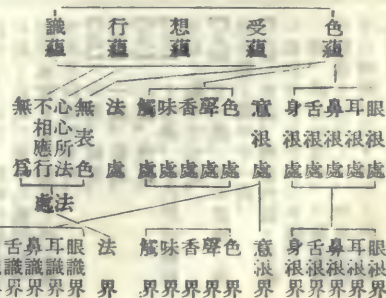 色蘊
受蘊
想蘊
行蘊
識蘊
眼根處
耳根處
鼻根處
舌根處
身根處
意根處
色處
聲處
香處
味處
觸處
法處
無表色
心心所法
不相應行
無爲
法處
眼根界
耳根界
鼻根界
舌根界
身根界
意根界
色界
聲界
香界
味界
觸界
法界
眼識界
耳識界
鼻識界
舌識界